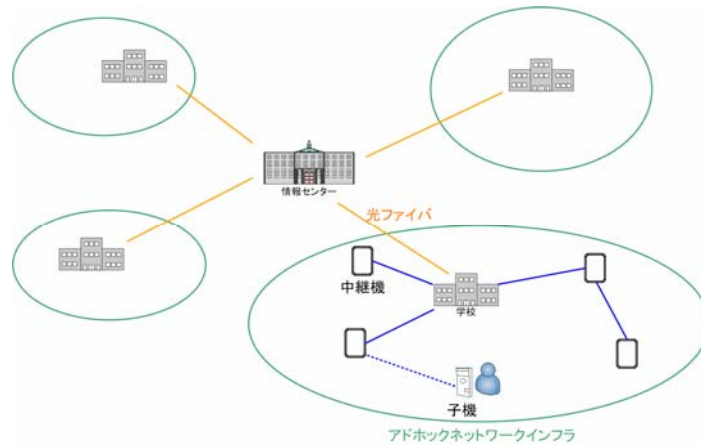 情報センター
光ファイバ
中継機
学校
子機
アドホックネットワークインフラ